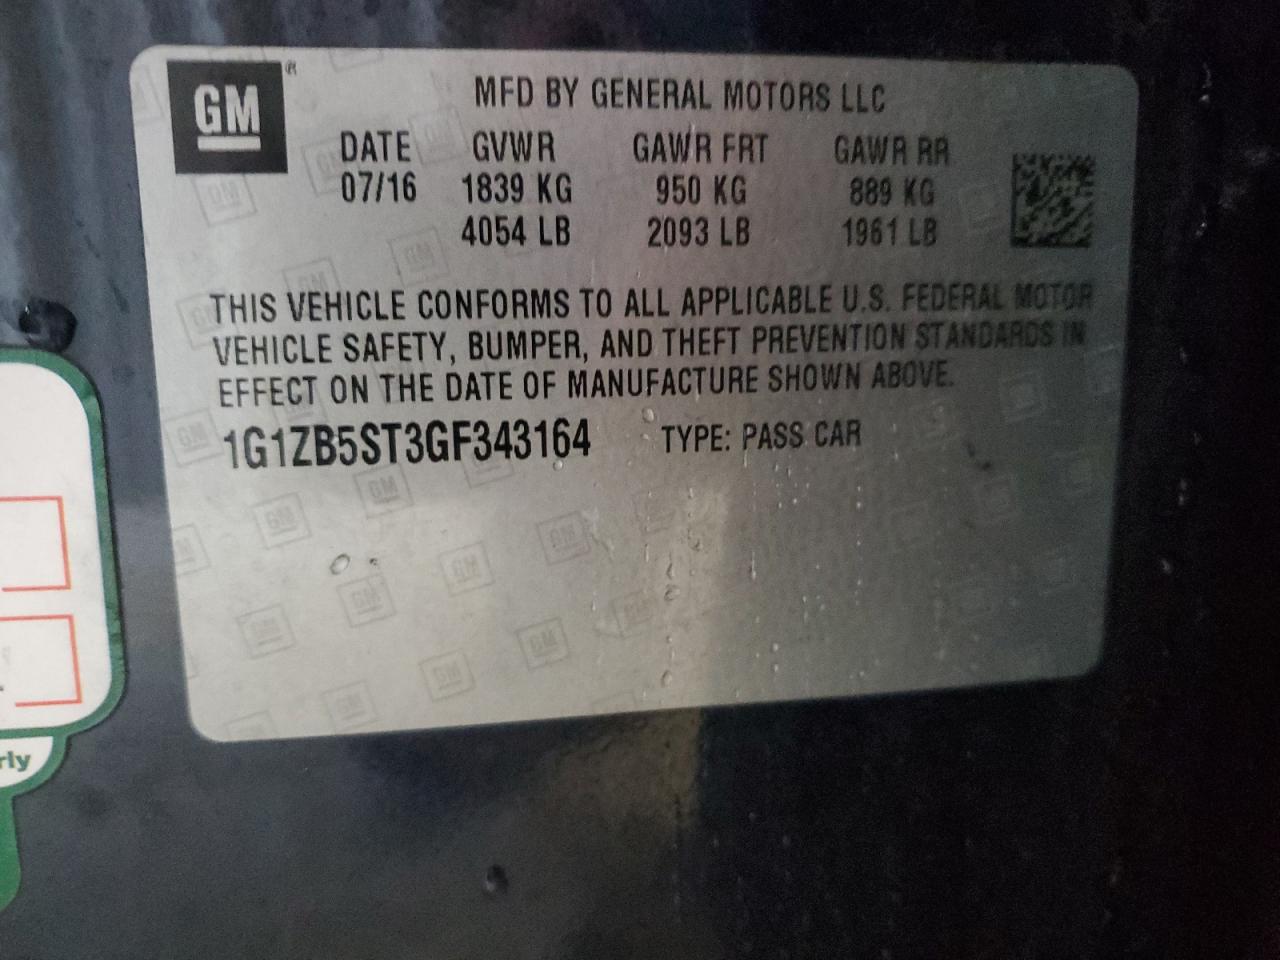 GM®
MFD BY GENERAL MOTORS LLC
DATE GVWR GAWR FRT GAWR RR
07/16 1839 KG 950 KG 889 KG
4054 LB 2093 LB 1961 LB
THIS VEHICLE CONFORMS TO ALL APPLICABLE U.S. FEDERAL MOTOR
VEHICLE SAFETY, BUMPER, AND THEFT PREVENTION STANDARDS IN
EFFECT ON THE DATE OF MANUFACTURE SHOWN ABOVE.
1G1ZB5ST3GF343164 TYPE: PASS CAR
rly